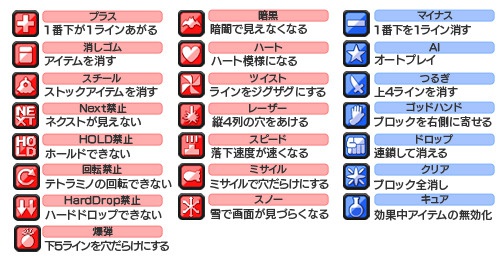 プラス
1番下が1ラインあがる
消しゴム
アイテムを消す
スチール
ストックアイテムを消す
NEXT
Next禁止
ネクストが見えない
HOLD
HOLD禁止
ホールドできない
回転禁止
テトラミノの回転できない
HardDrop禁止
ハードドロップできない
爆弾
下5ラインを穴だらけにする
暗黒
暗闇で見えなくなる
ハート
ハート模様になる
ツイスト
ラインをジグザグにする
レーザー
縦4列の穴をあける
スピード
落下速度が速くなる
ミサイル
ミサイルで穴だらけにする
スノー
雪で画面が見づらくなる
マイナス
1番下を1ライン消す
AI
オートプレイ
つるぎ
上4ラインを消す
ゴッドハンド
ブロックを右側に寄せる
ドロップ
連鎖して消える
クリア
ブロック全消し
キュア
効果中アイテムの無効化